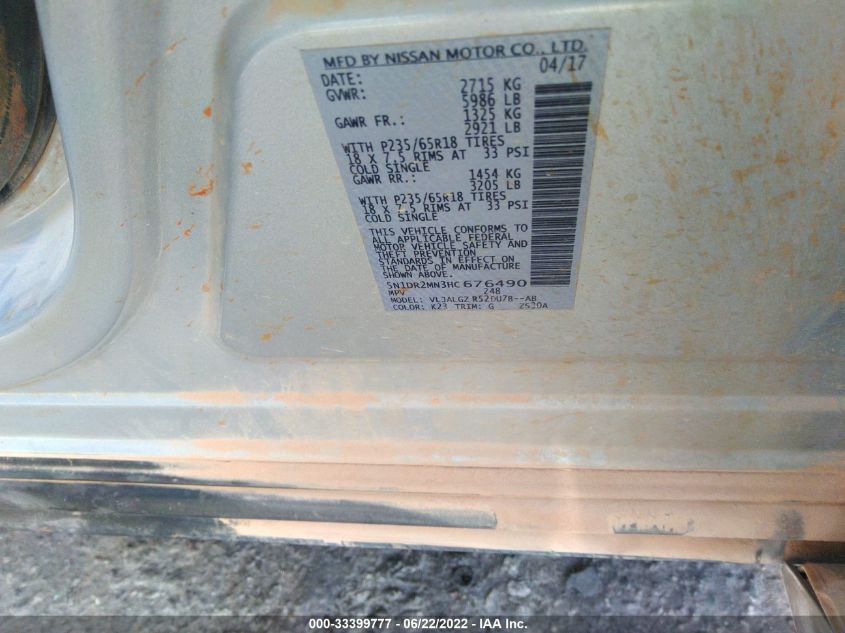 MFD BY NISSAN MOTOR CO., LTD.
DATE: 04/17
GVWR: 2715 KG
5986 LB
GAWR FR.: 1325 KG
2921 LB
WITH P235/65R18 TIRES
18 X 7.5 RIMS AT 33 PSI
COLD SINGLE
GAWR RR.: 1454 KG
3205 LB
WITH P235/65R18 TIRES
18 X 7.5 RIMS AT 33 PSI
COLD SINGLE
THIS VEHICLE CONFORMS TO
ALL APPLICABLE FEDERAL
MOTOR VEHICLE SAFETY AND
THEFT PREVENTION
STANDARDS IN EFFECT ON
THE DATE OF MANUFACTURE
SHOWN ABOVE.
5N1DR2MN3HC676490
MPV 248
MODEL: VLJALGZ R52DU7B--AB
COLOR: K23 TRIM: G
000-33399777 - 06/22/2022 - IAA Inc.